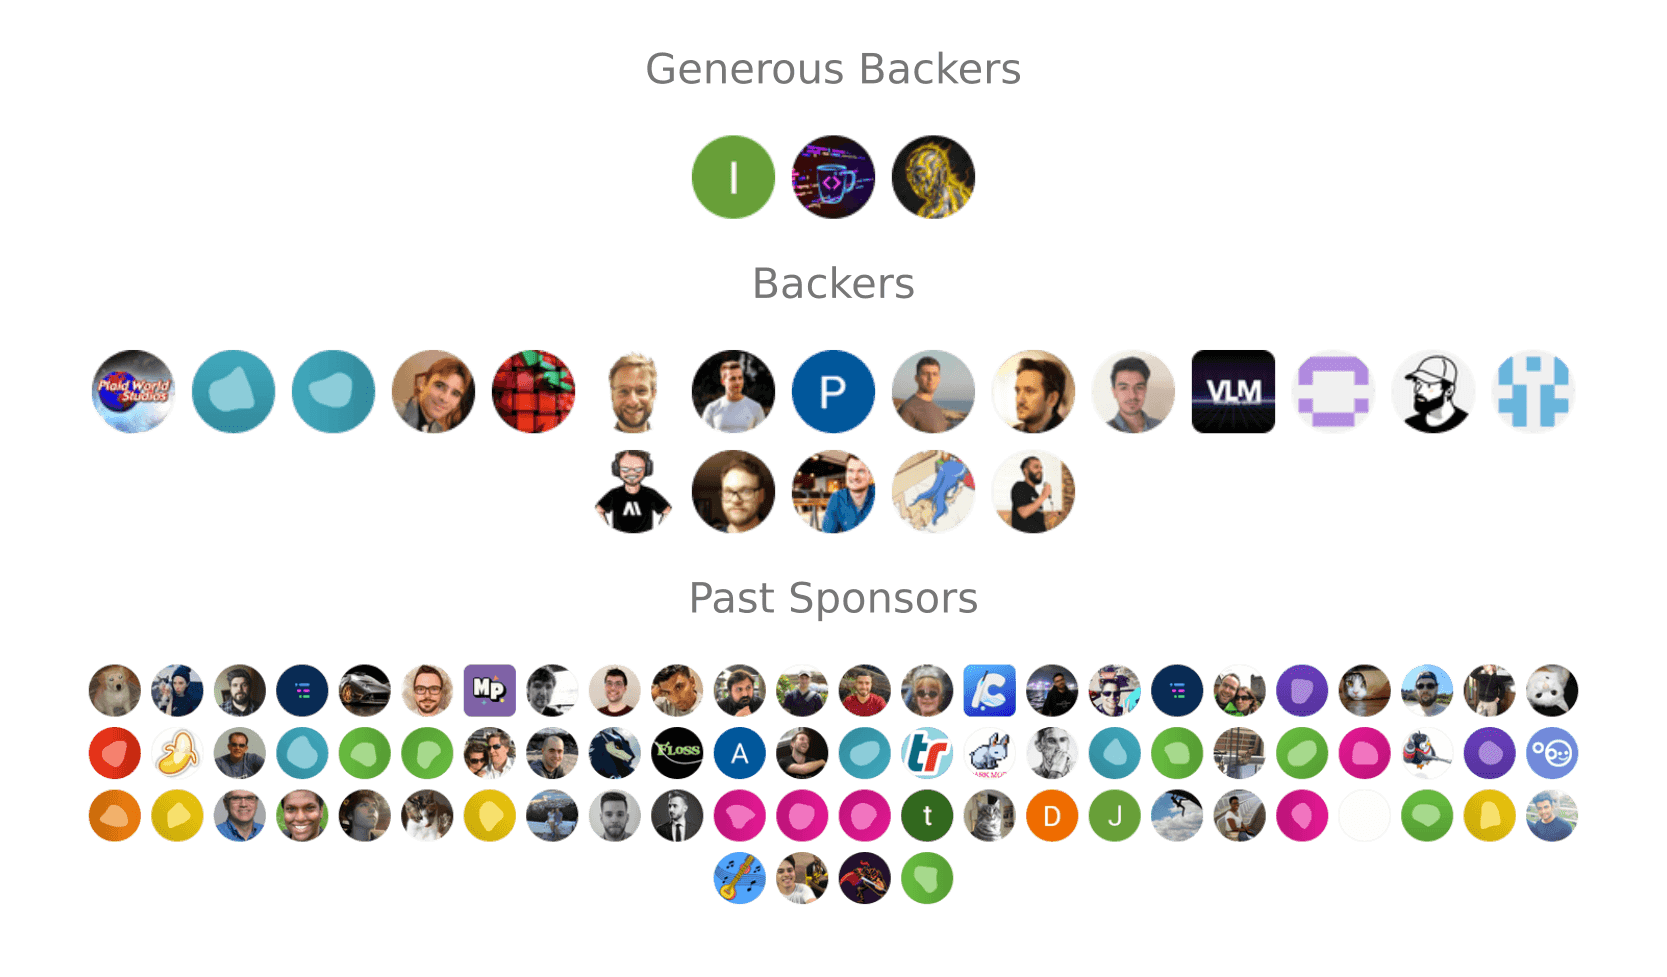 Generous Backers
I
<>
Backers
Plaid World
Studios
P
VLM
Past Sponsors
MP
C
FLOSS
A
tr
t
D
J